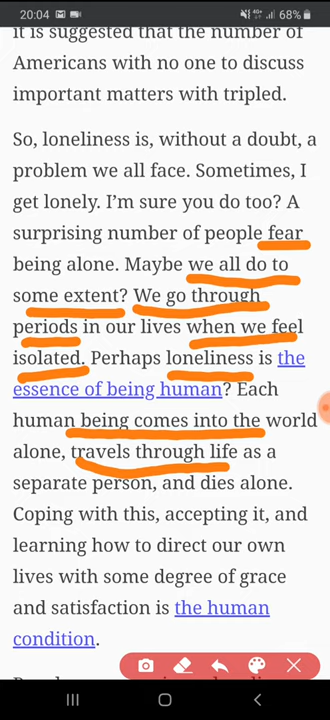 20:04
4G+
68%
it is suggested that the number of
Americans with no one to discuss
important matters with tripled.
So, loneliness is, without a doubt, a
problem we all face. Sometimes, I
get lonely. I'm sure you do too? A
surprising number of people fear
being alone. Maybe we all do to
some extent? We go through
periods in our lives when we feel
isolated. Perhaps loneliness is the
essence of being human? Each
human being comes into the world
alone, travels through life as a
separate person, and dies alone.
Coping with this, accepting it, and
learning how to direct our own
lives with some degree of grace
and satisfaction is the human
condition.